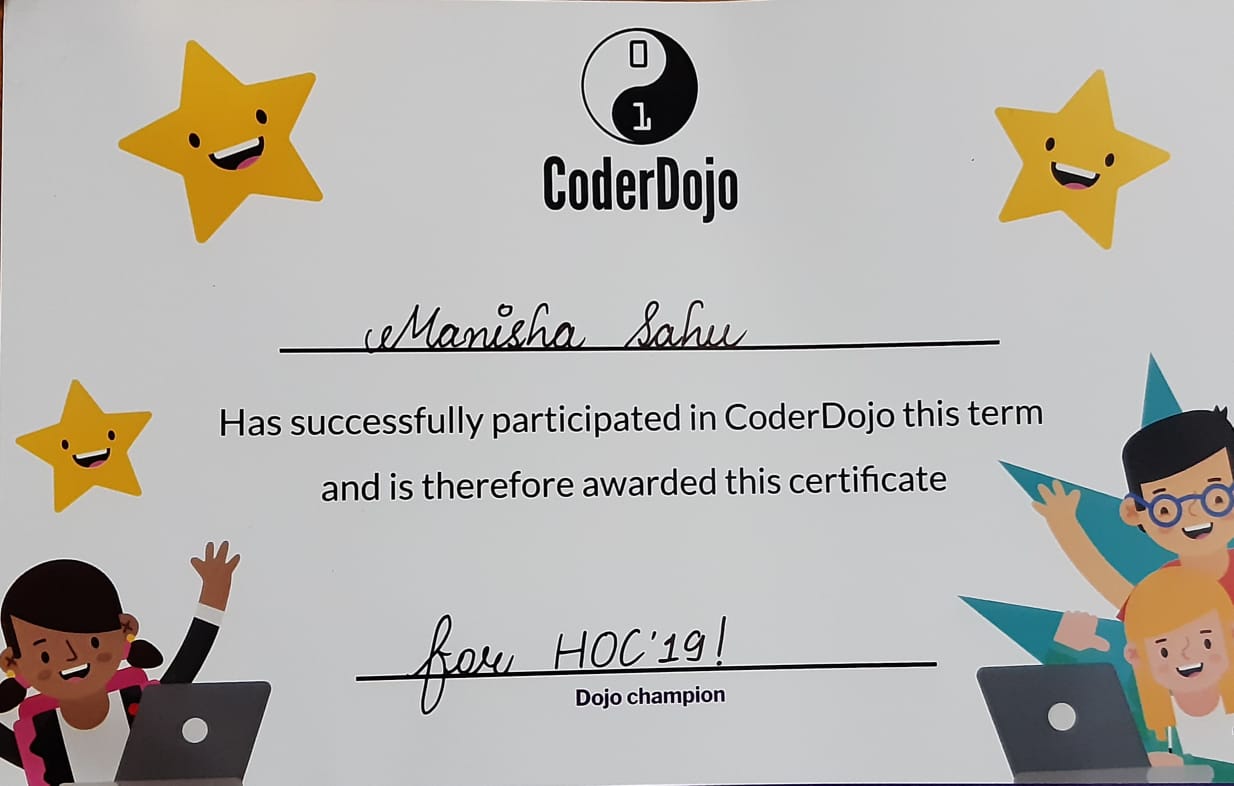 0
1
CoderDojo
Manisha Sahu
Has successfully participated in CoderDojo this term
and is therefore awarded this certificate
for HOC'19!
Dojo champion